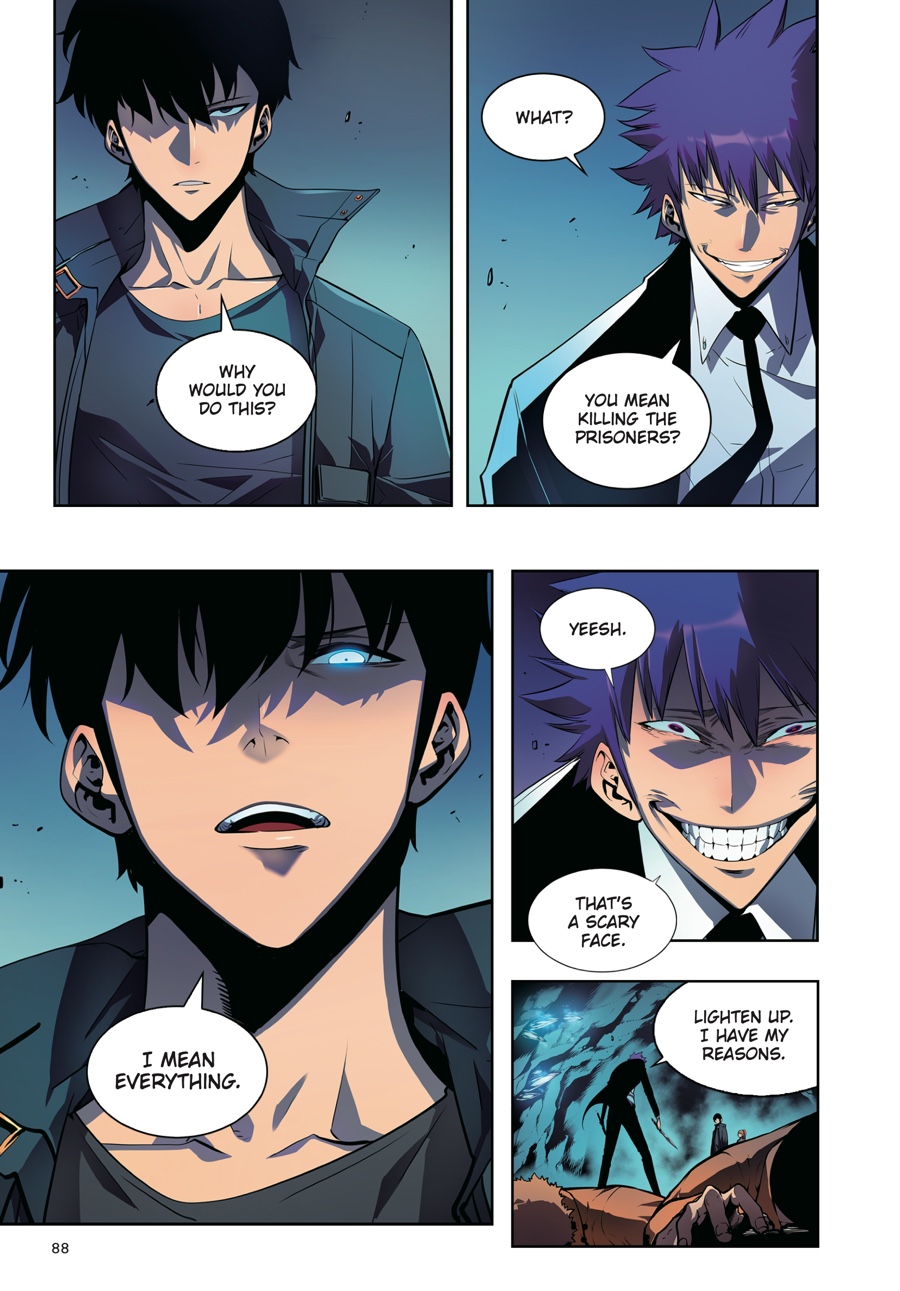 WHY
WOULD YOU
DO THIS?
WHAT?
YOU MEAN
KILLING THE
PRISONERS?
I MEAN
EVERYTHING.
YEESH.
THAT'S
A SCARY
FACE.
LIGHTEN UP.
I HAVE MY
REASONS.
88